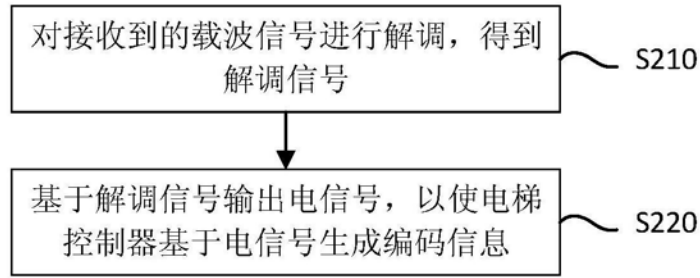 对接收到的载波信号进行解调，得到
解调信号
S210
基于解调信号输出电信号，以使电梯
控制器基于电信号生成编码信息
S220